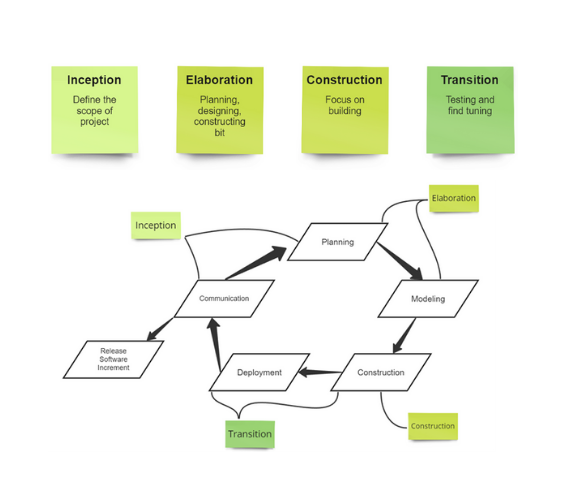 Inception
Define the
scope of
project
Elaboration
Planning,
designing,
constructing
bit
Construction
Focus on
building
Transition
Testing and
find tuning
Elaboration
Inception
Planning
Communication
Modeling
Release
Software
Increment
Deployment
Construction
Transition
Construction